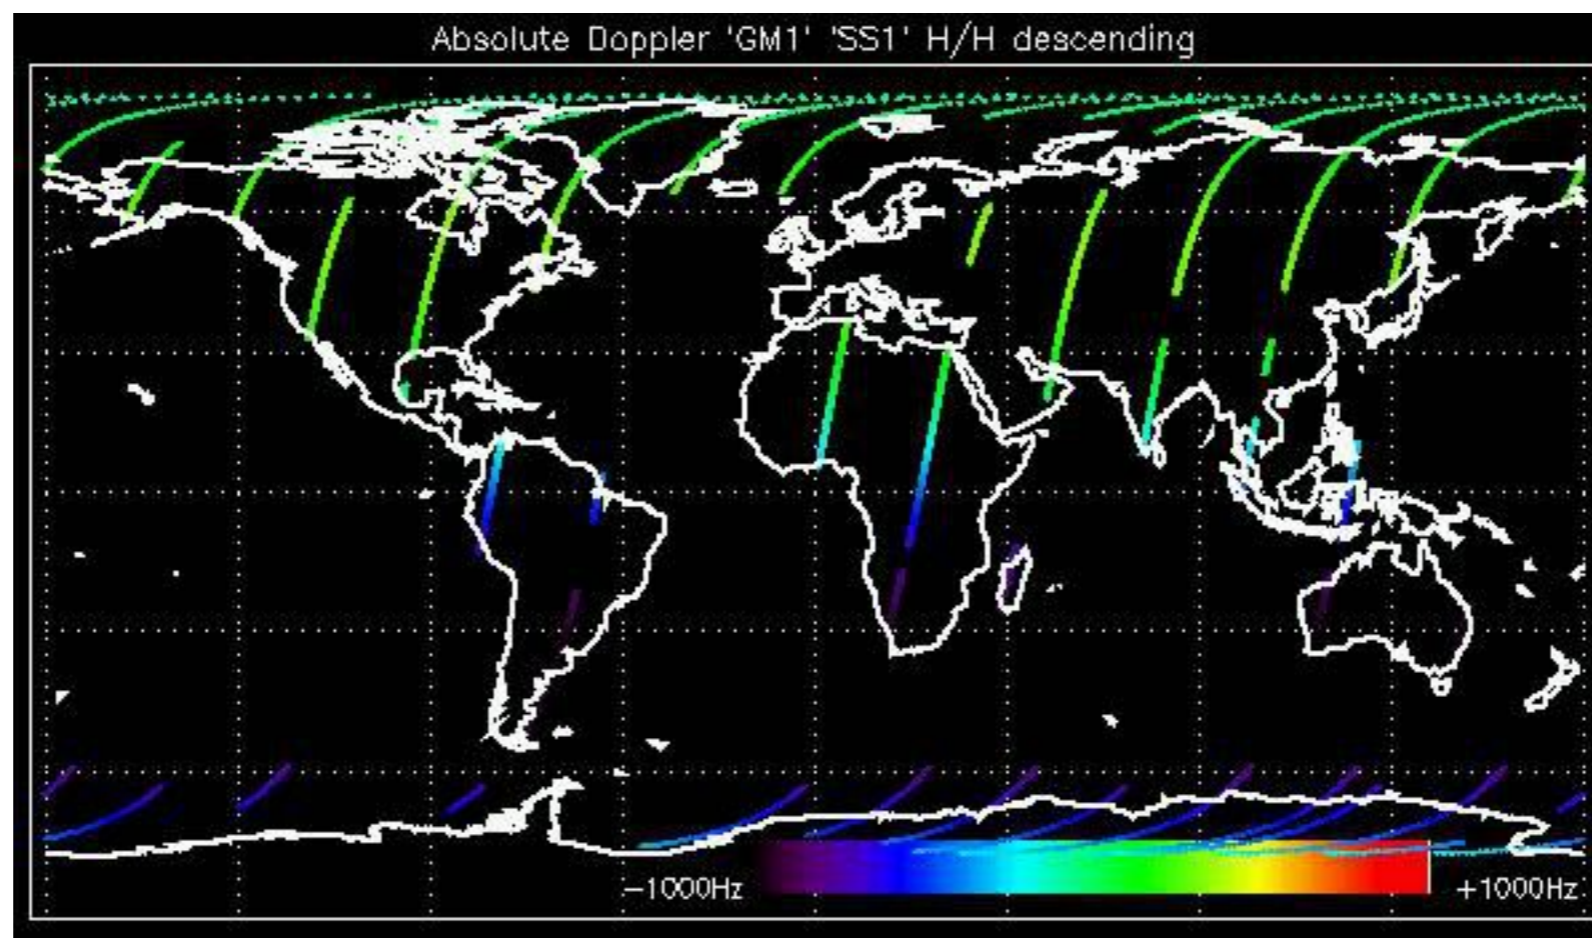 Absolute Doppler 'GM1' 'SS1' H/H descending
-1000Hz
+1000Hz